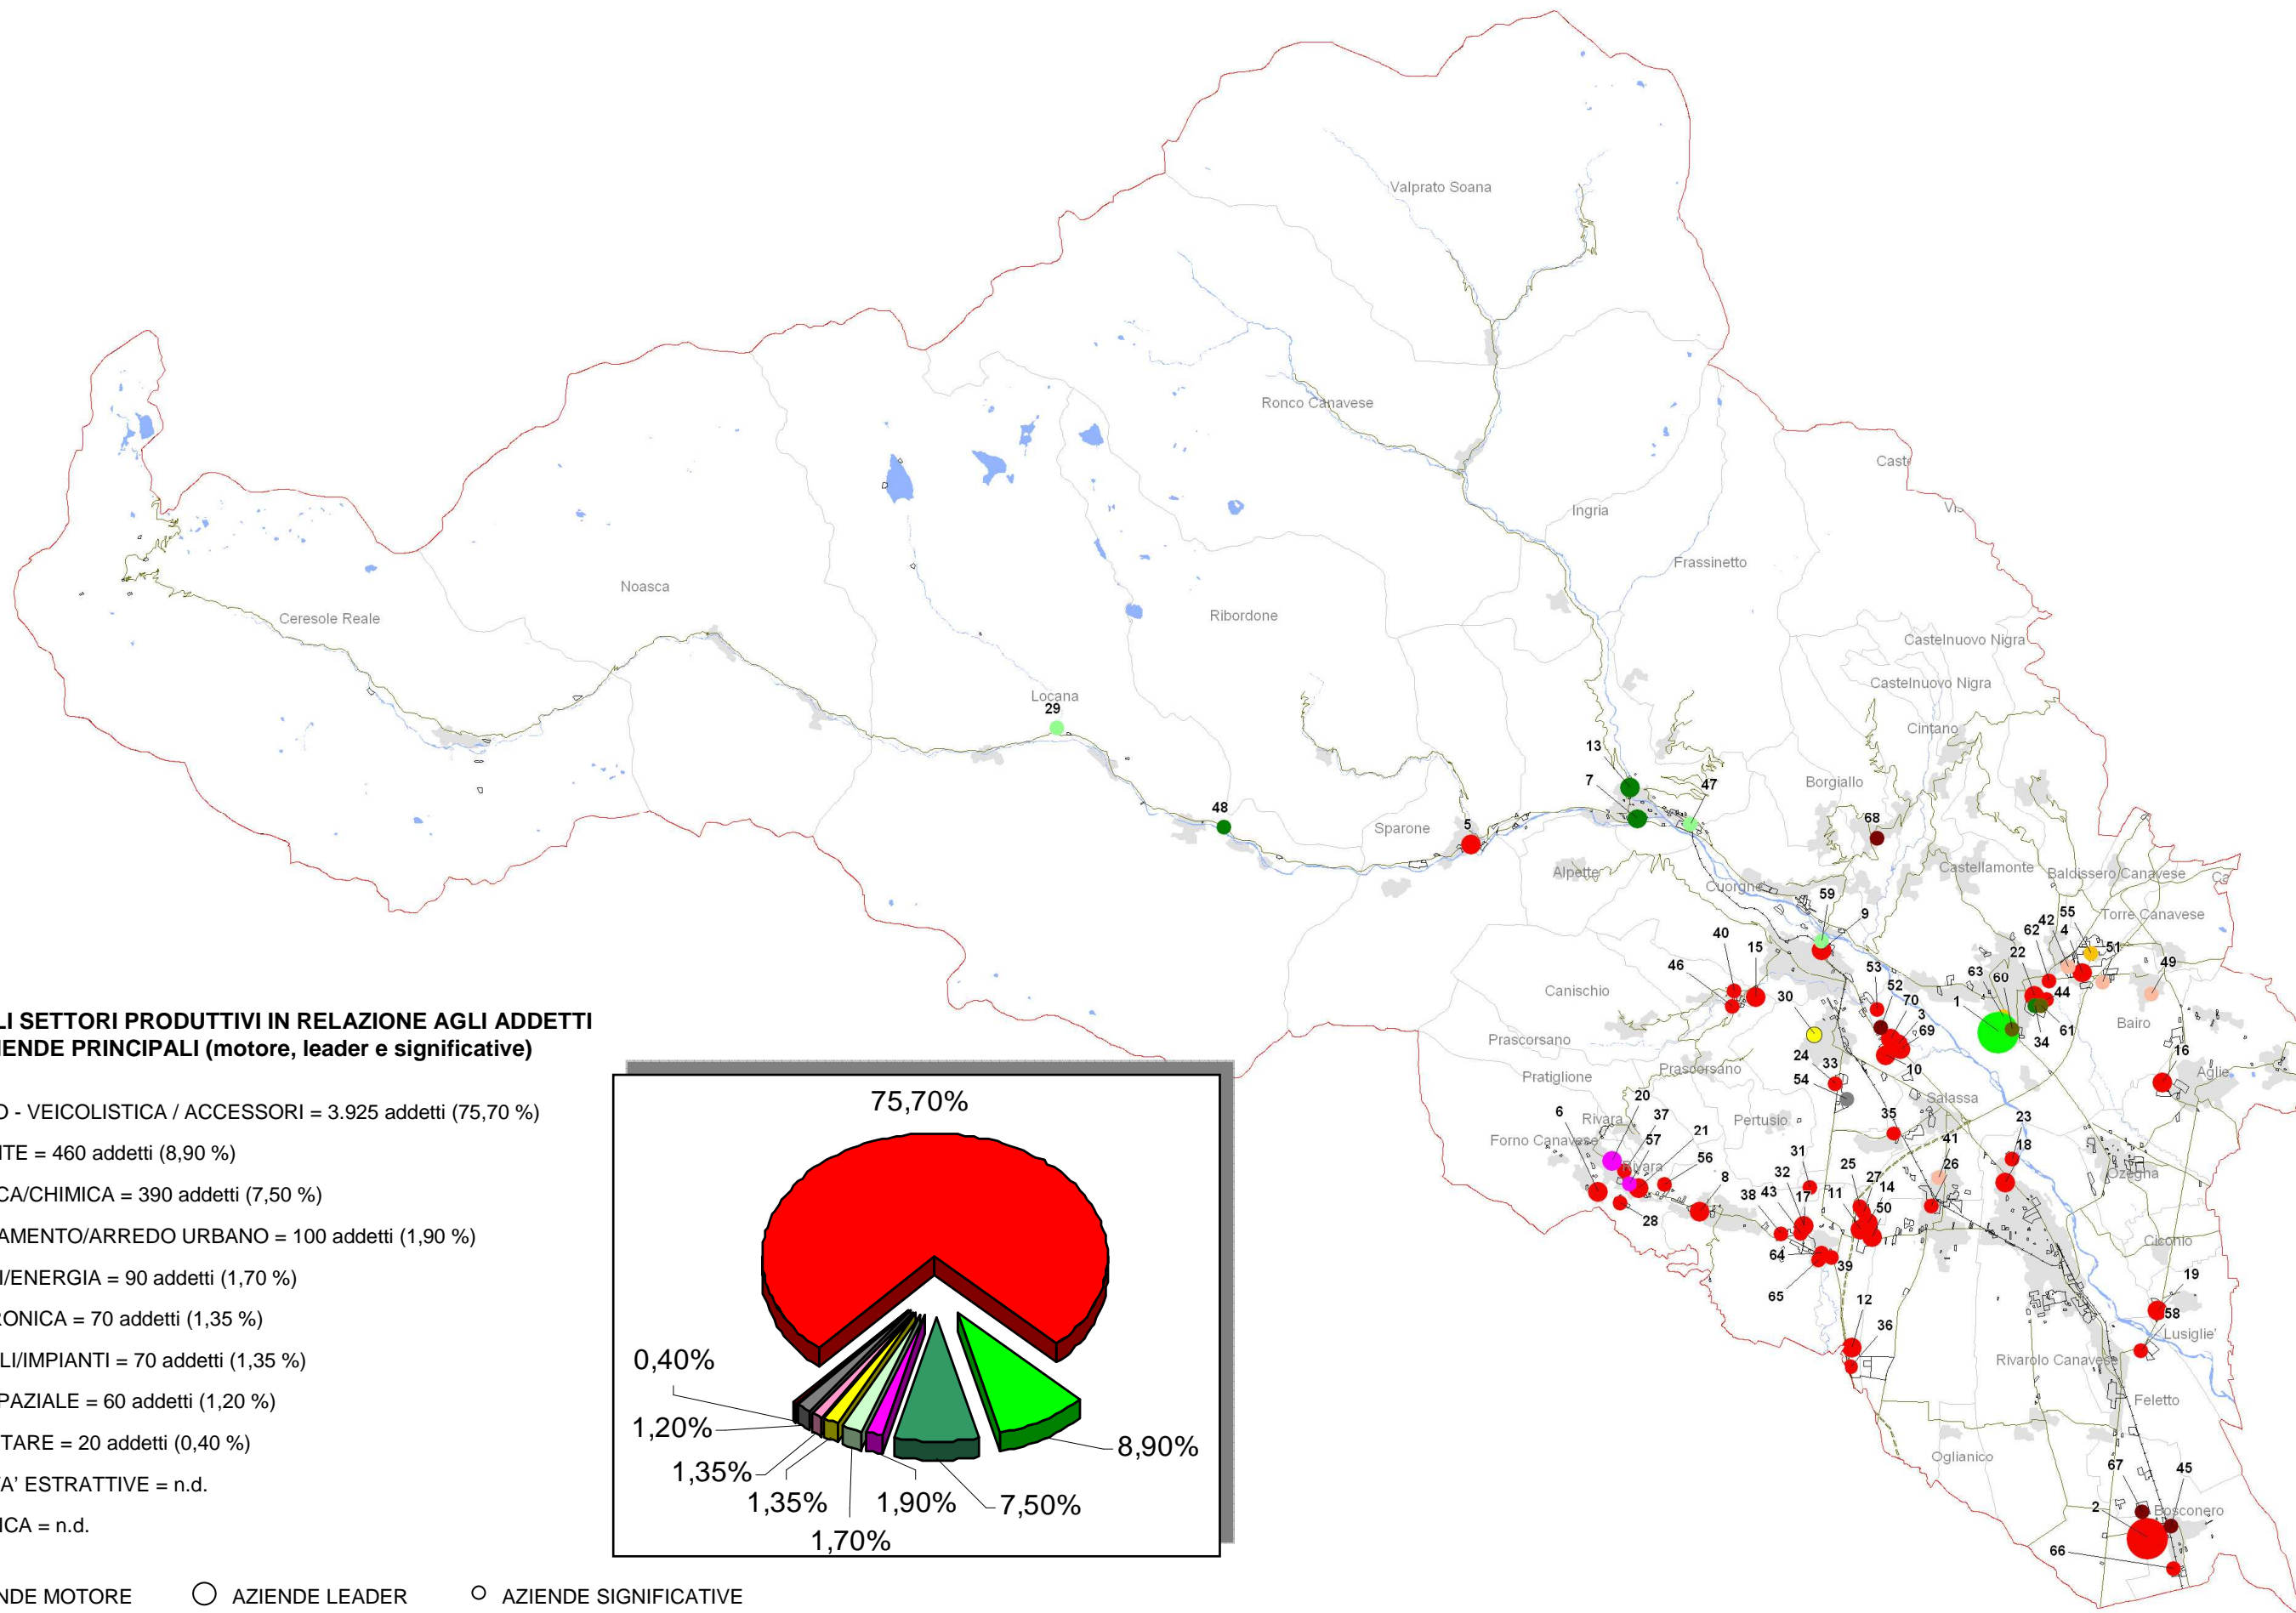 Valprato Soana
Ronco Canavese
Ingria
Frassinetto
Noasca
Ceresole Reale
Ribordone
Castelnuovo Nigra
Castelnuovo Nigra
Cintano
Locana
29
13
7
47
Borgiallo
48
Sparone
5
68
Alpette
Cuorgne'
Castellamonte
Baldissero Canavese
59
9
Torre Canavese
40
15
46
42
55
62
4
22
51
49
53
52
63
60
Canischio
30
70
3
1
44
69
61
Bairo
34
Prascorsano
24
33
10
16
54
Aglie'
Pratiglione
Prascorsano
Salassa
6
20
37
35
23
Rivara
57
21
Pertusio
41
18
Forno Canavese
Rivara
56
31
25
26
32
27
Ozegna
38
43
17
11
14
8
50
28
64
39
Ciconio
65
19
12
58
36
Lusiglie'
Rivarolo Canavese
Feletto
Oglianico
67
45
2
Bosconero
66
LI SETTORI PRODUTTIVI IN RELAZIONE AGLI ADDETTI
IENDE PRINCIPALI (motore, leader e significative)
O - VEICOLISTICA / ACCESSORI = 3.925 addetti (75,70 %)
NTE = 460 addetti (8,90 %)
ICA/CHIMICA = 390 addetti (7,50 %)
AMENTO/ARREDO URBANO = 100 addetti (1,90 %)
I/ENERGIA = 90 addetti (1,70 %)
RONICA = 70 addetti (1,35 %)
LI/IMPIANTI = 70 addetti (1,35 %)
PAZIALE = 60 addetti (1,20 %)
NTARE = 20 addetti (0,40 %)
TA' ESTRATTIVE = n.d.
ICA = n.d.
75,70%
0,40%
1,20%
8,90%
1,35%
1,35%
1,90%
7,50%
1,70%
NDE MOTORE
AZIENDE LEADER
AZIENDE SIGNIFICATIVE